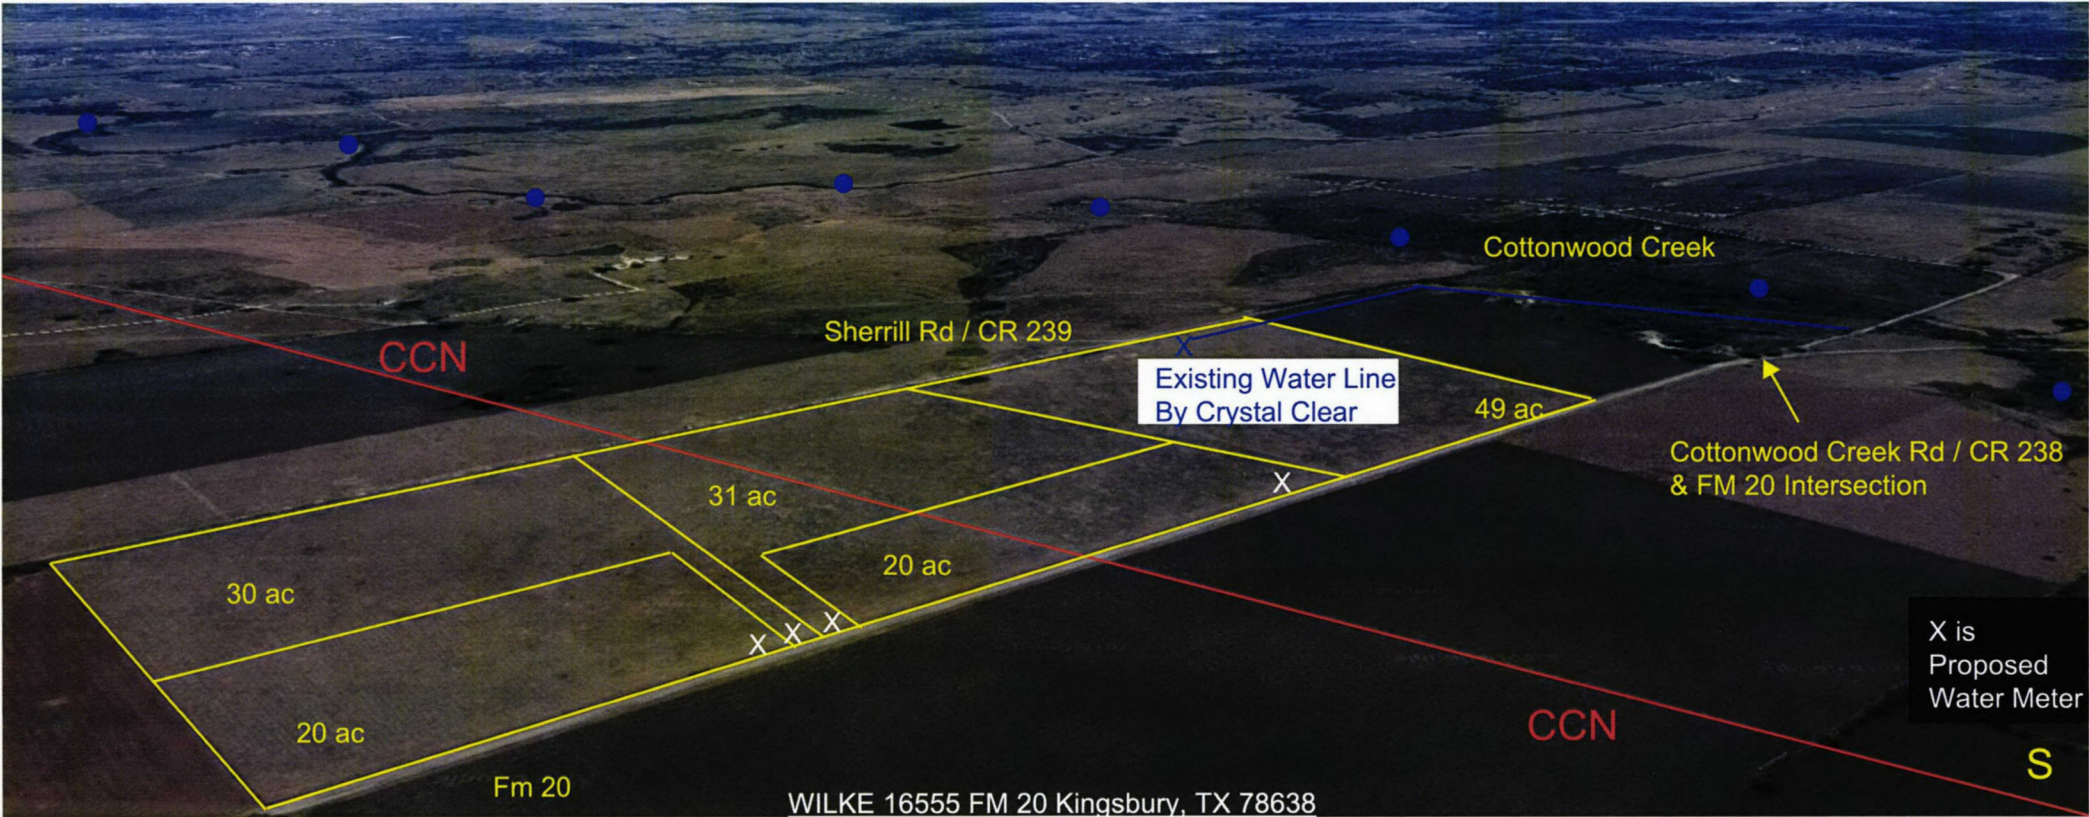 Cottonwood Creek
Sherrill Rd / CR 239
CCN
X
Existing Water Line
By Crystal Clear
49 ac
Cottonwood Creek Rd / CR 238
& FM 20 Intersection
31 ac
X
20 ac
30 ac
X
X
X
X is
Proposed
Water Meter
20 ac
CCN
S
Fm 20
WILKE 16555 FM 20 Kingsbury, TX 78638